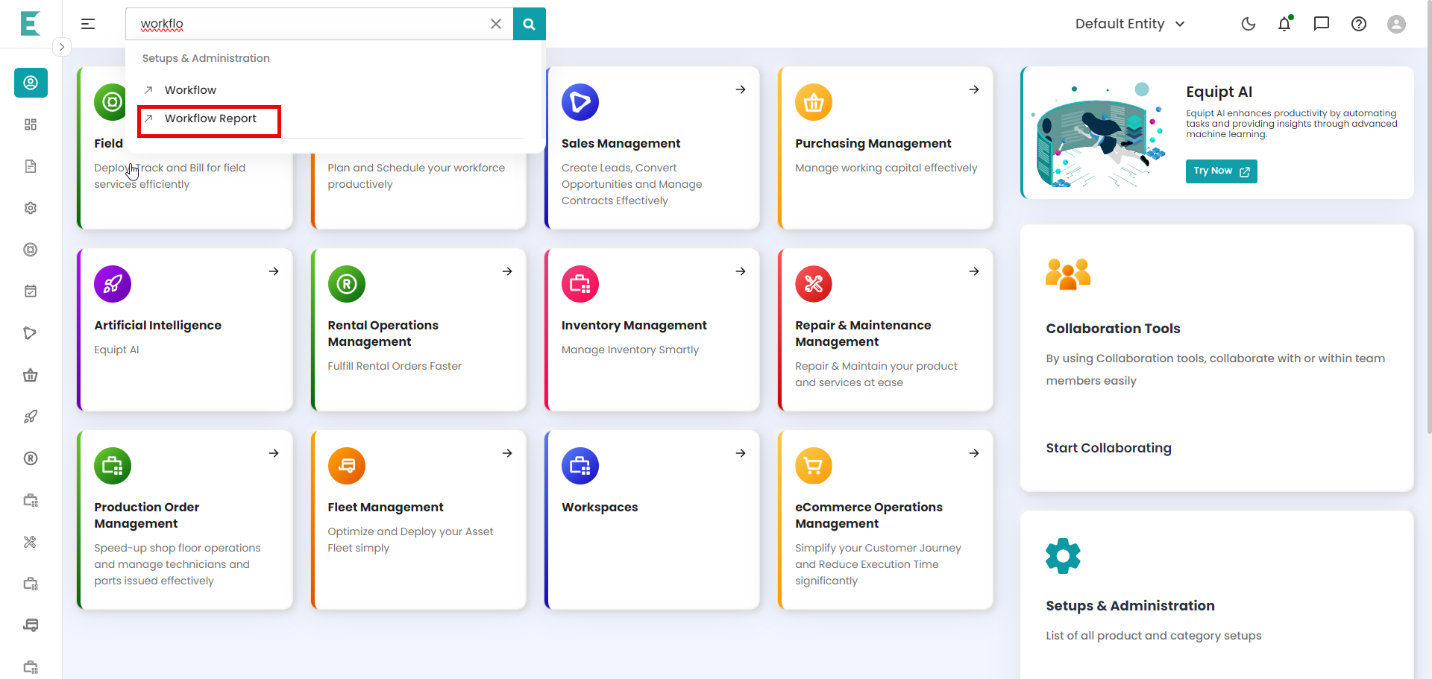 workflo
Default Entity
Setups & Administration
Workflow
Workflow Report
Field
Deploy, Track and Bill for field
services efficiently
Plan and Schedule your workforce
productively
Sales Management
Create Leads, Convert
Opportunities and Manage
Contracts Effectively
Purchasing Management
Manage working capital effectively
Equipt AI
Equipt AI enhances productivity by automating
tasks and providing insights through advanced
machine learning.
Try Now
Artificial Intelligence
Equipt AI
Rental Operations
Management
Fulfill Rental Orders Faster
Inventory Management
Manage Inventory Smartly
Repair & Maintenance
Management
Repair & Maintain your product
and services at ease
Collaboration Tools
By using Collaboration tools, collaborate with or within team
members easily
Start Collaborating
Production Order
Management
Speed-up shop floor operations
and manage technicians and
parts issued effectively
Fleet Management
Optimize and Deploy your Asset
Fleet simply
Workspaces
eCommerce Operations
Management
Simplify your Customer Journey
and Reduce Execution Time
significantly
Setups & Administration
List of all product and category setups